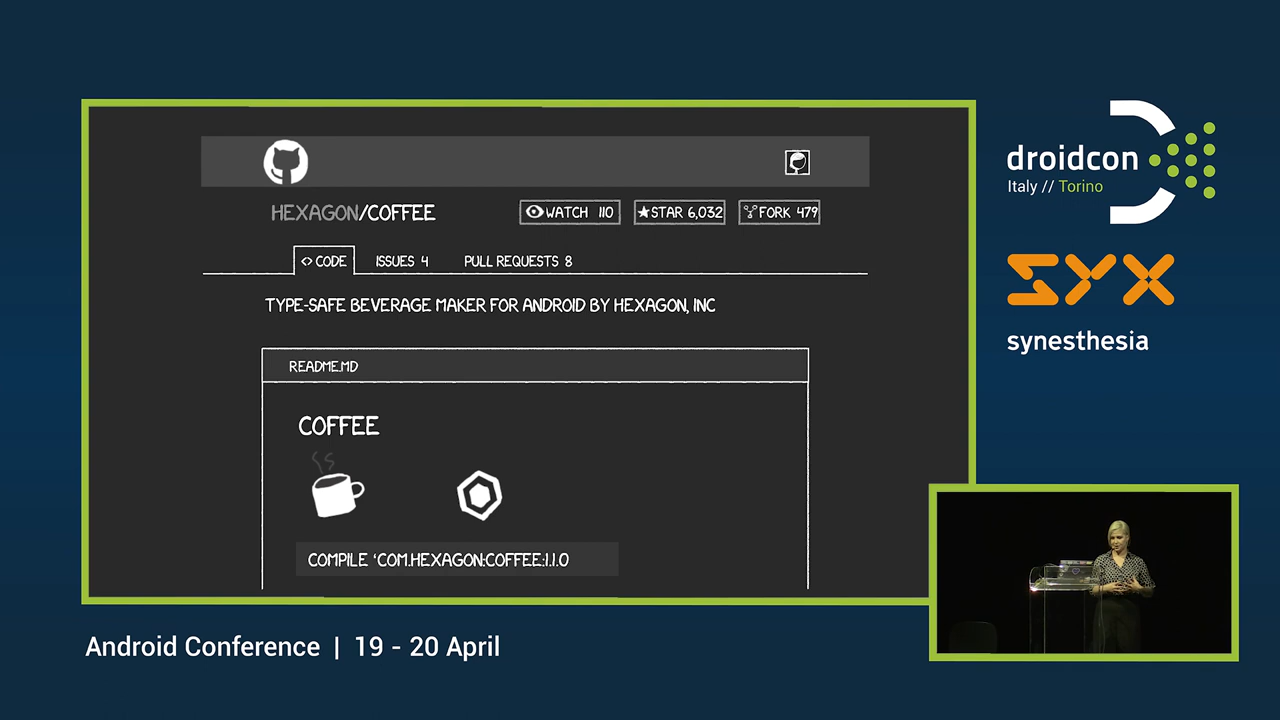 HEXAGON/COFFEE
WATCH 110
STAR 6,032
FORK 479
<> CODE
ISSUES 4
PULL REQUESTS 8
TYPE-SAFE BEVERAGE MAKER FOR ANDROID BY HEXAGON, INC
README.MD
COFFEE
COMPILE 'COM.HEXAGON:COFFEE:1.1.0
droidcon
Italy // Torino
SYX
synesthesia
Android Conference | 19 - 20 April